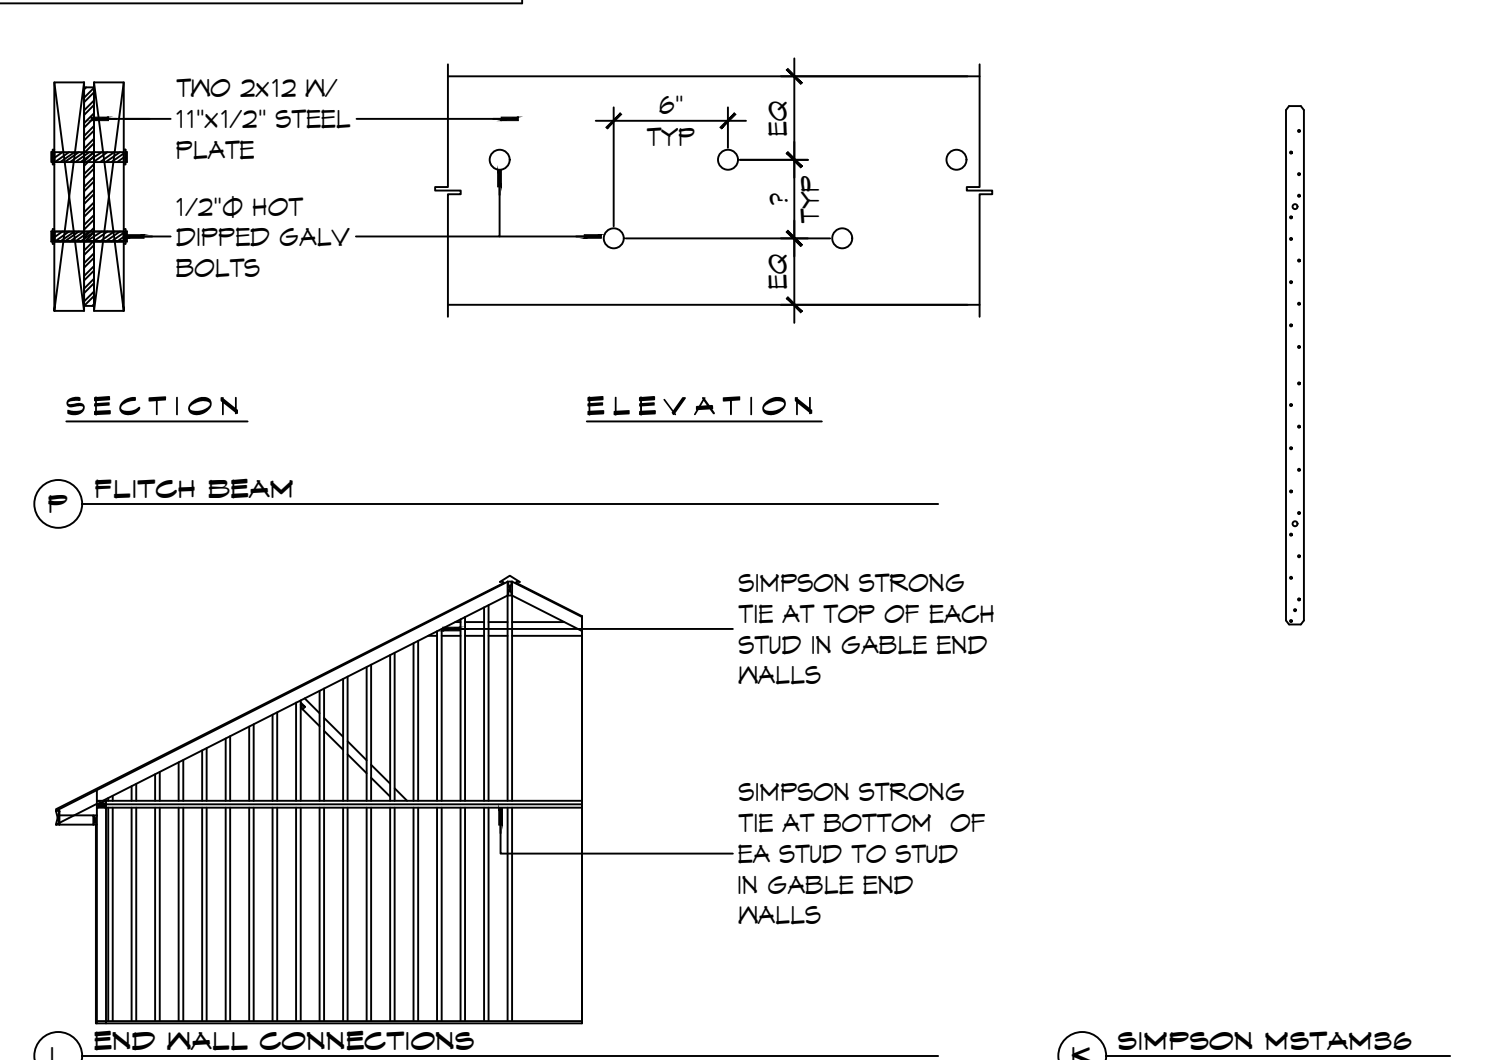 TWO 2x12 W/
11"x1/2" STEEL
PLATE
1/2"Φ HOT
DIPPED GALV
BOLTS
6"
TYP
EQ
?
TYP
EQ
SECTION
ELEVATION
P
FLITCH BEAM
SIMPSON STRONG
TIE AT TOP OF EACH
STUD IN GABLE END
WALLS
SIMPSON STRONG
TIE AT BOTTOM OF
EA STUD TO STUD
IN GABLE END
WALLS
END WALL CONNECTIONS
K
SIMPSON MSTAM36